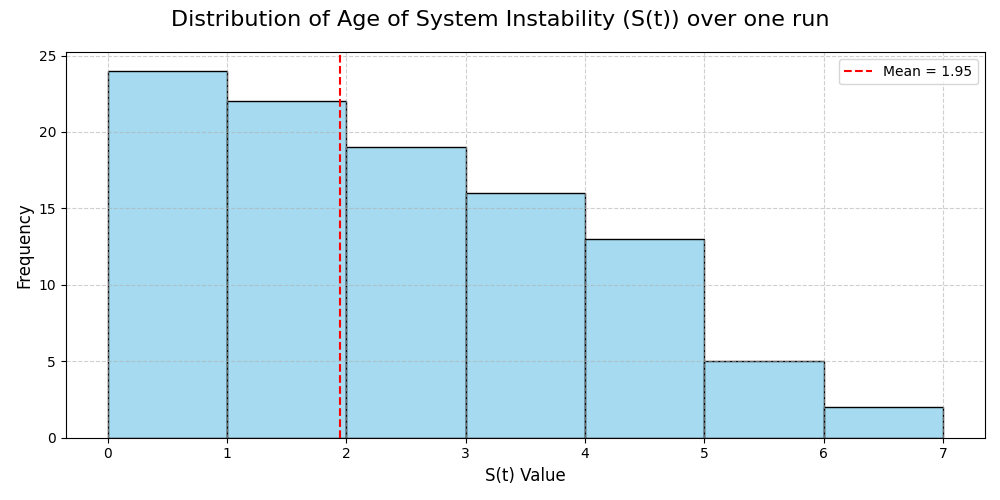 Distribution of Age of System Instability (S(t)) over one run
Mean = 1.95
Frequency
25
20
15
10
5
0
0 1 2 3 4 5 6 7
S(t) Value